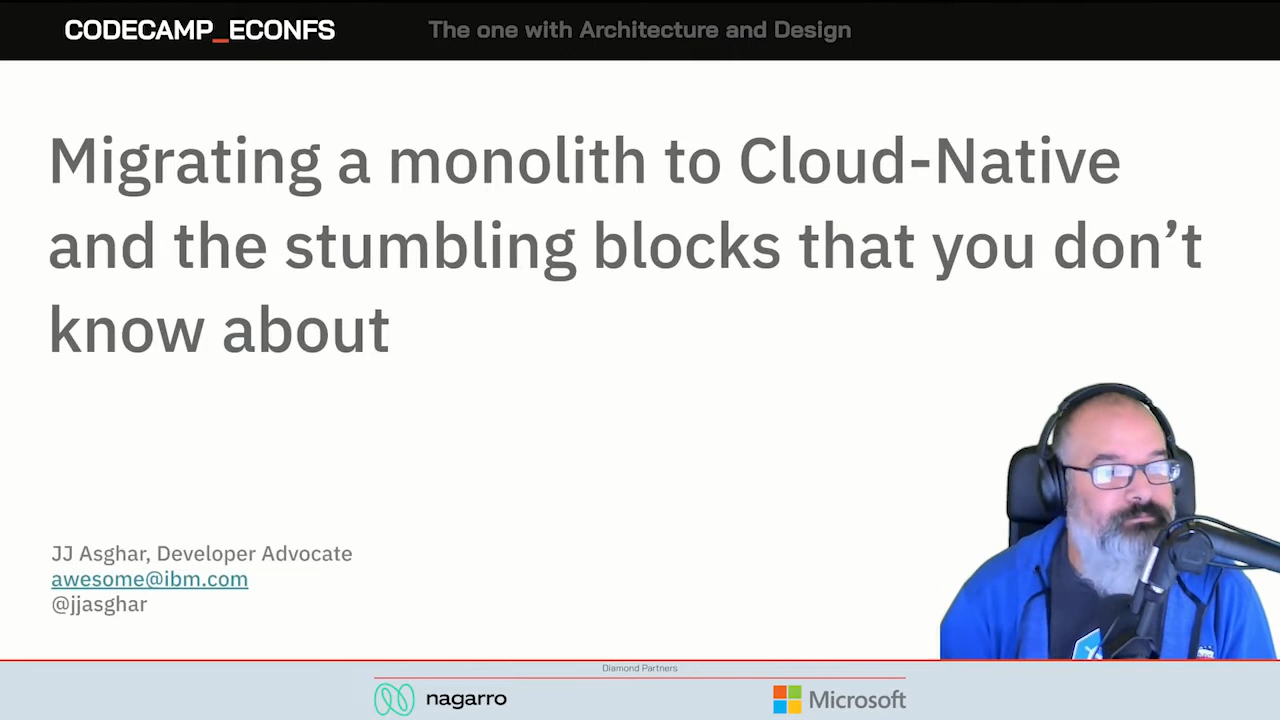 CODECAMP_ECONFS
The one with Architecture and Design
Migrating a monolith to Cloud-Native
and the stumbling blocks that you don’t
know about
JJ Asghar, Developer Advocate
awesome@ibm.com
@jjasghar
Diamond Partners
nagarro
Microsoft